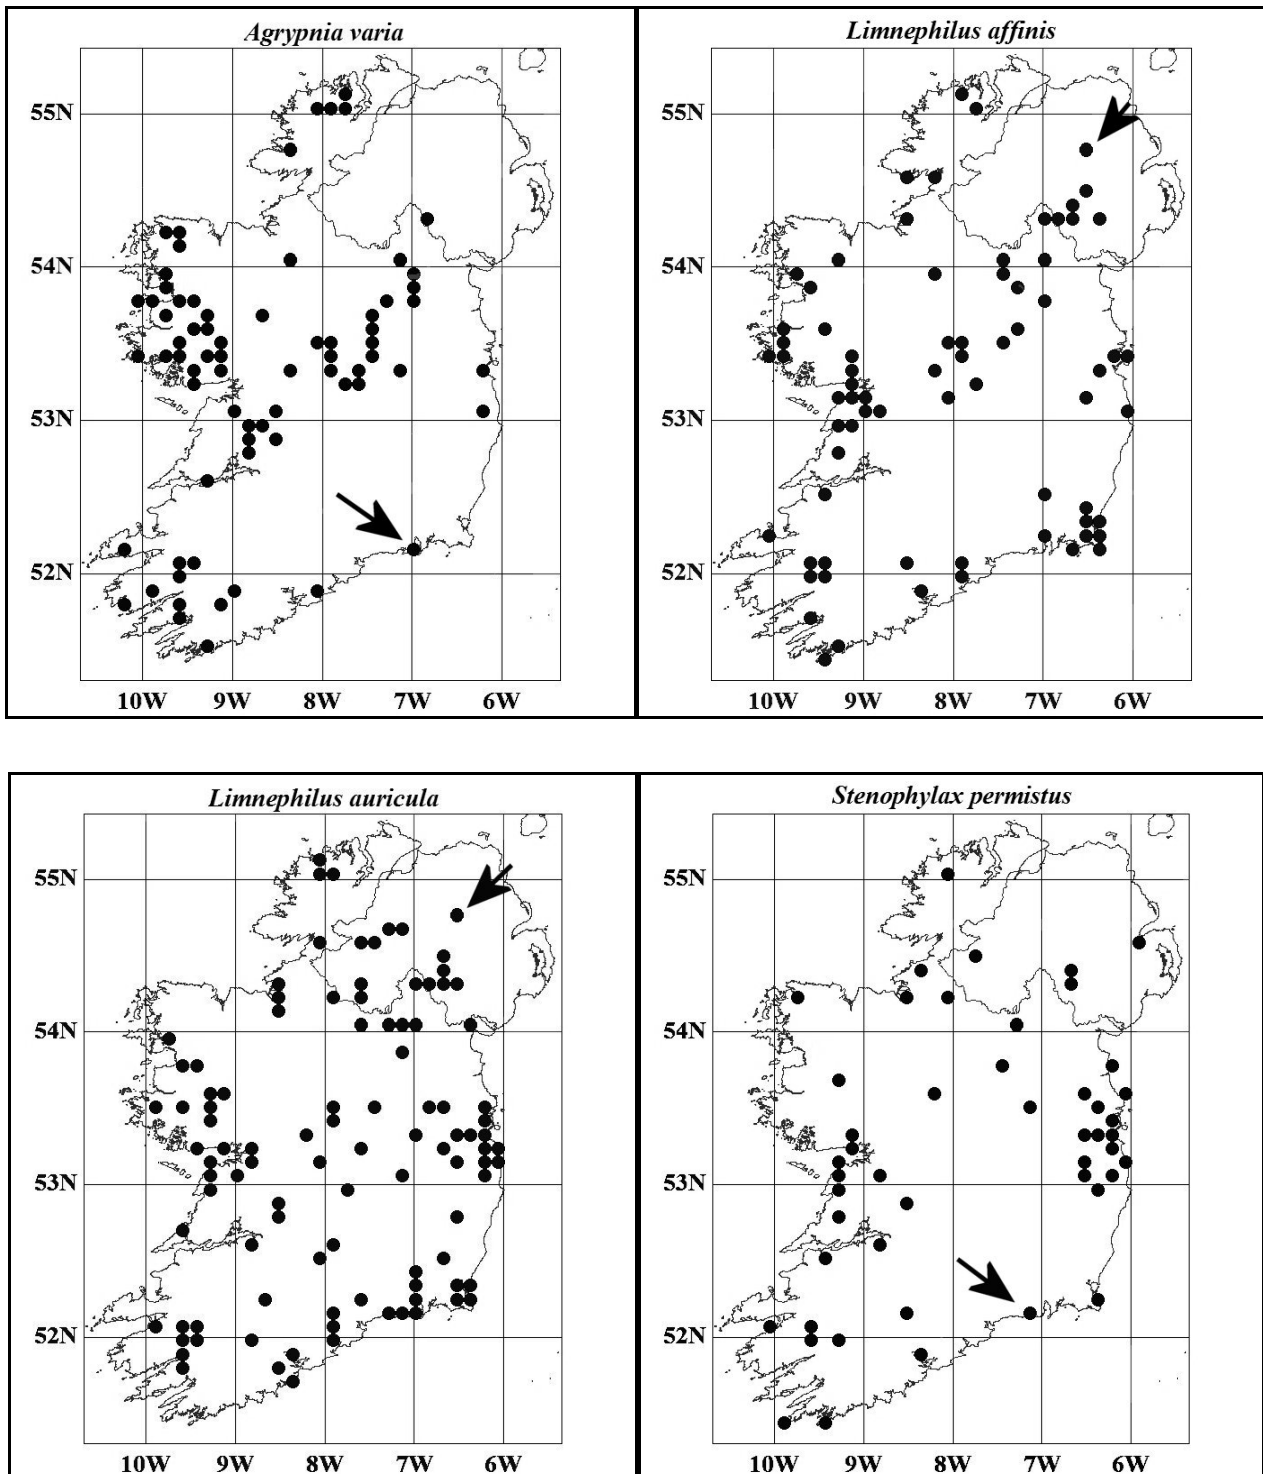 Agrypnia varia
Limnephilus affinis
55N
55N
54N
54N
53N
53N
52N
52N
10W 9W 8W 7W 6W
10W 9W 8W 7W 6W
Limnephilus auricula
Stenophylax permistus
55N
55N
54N
54N
53N
53N
52N
52N
10W 9W 8W 7W 6W
10W 9W 8W 7W 6W